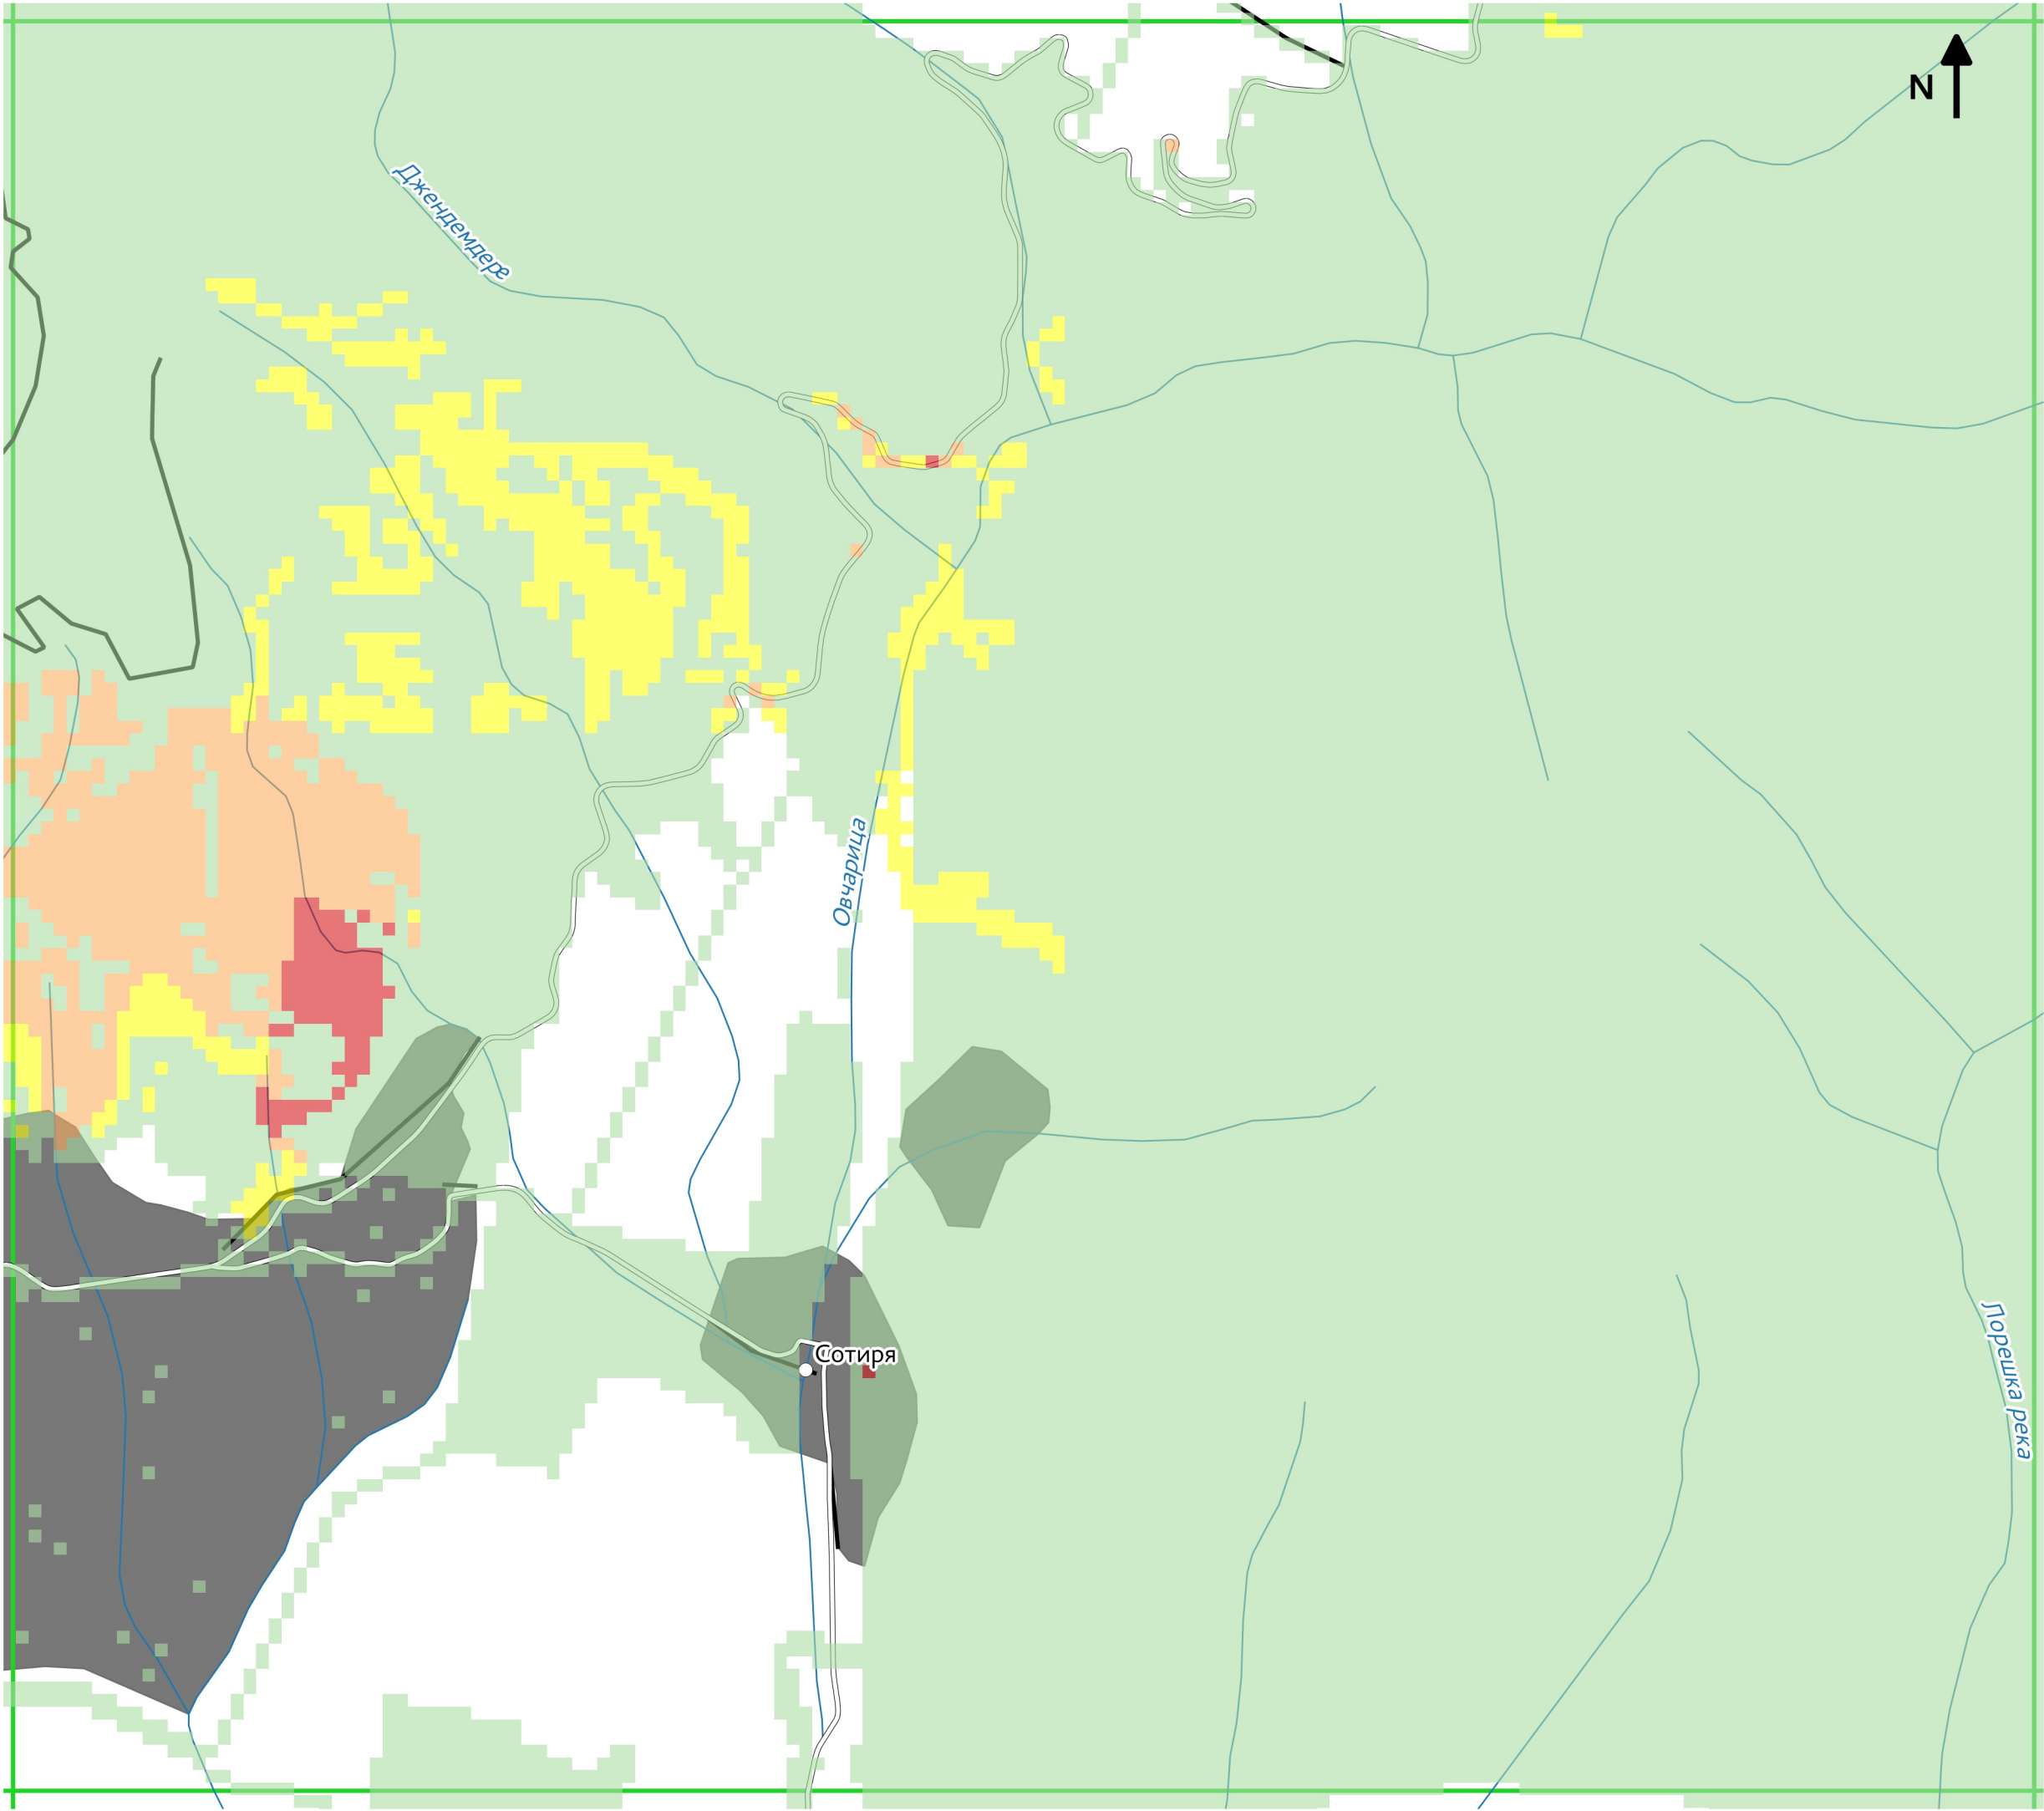 N
Джендемдере
Овчарица
Сотиря
Лорешка река